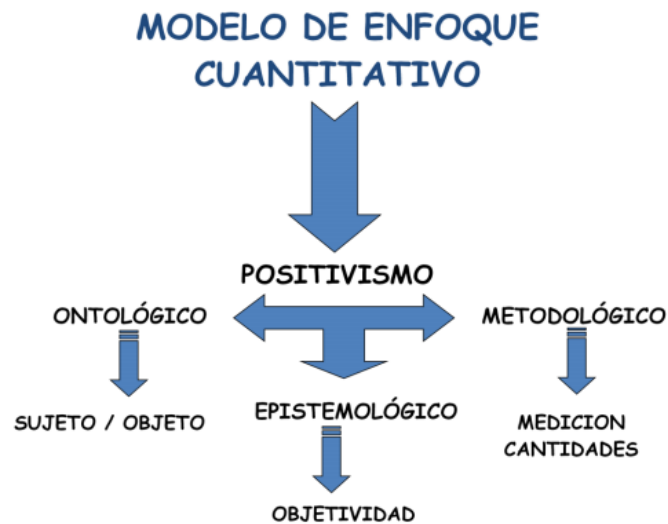 MODELO DE ENFOQUE
CUANTITATIVO
POSITIVISMO
ONTOLÓGICO
METODOLÓGICO
EPISTEMOLÓGICO
SUJETO / OBJETO
MEDICION
CANTIDADES
OBJETIVIDAD